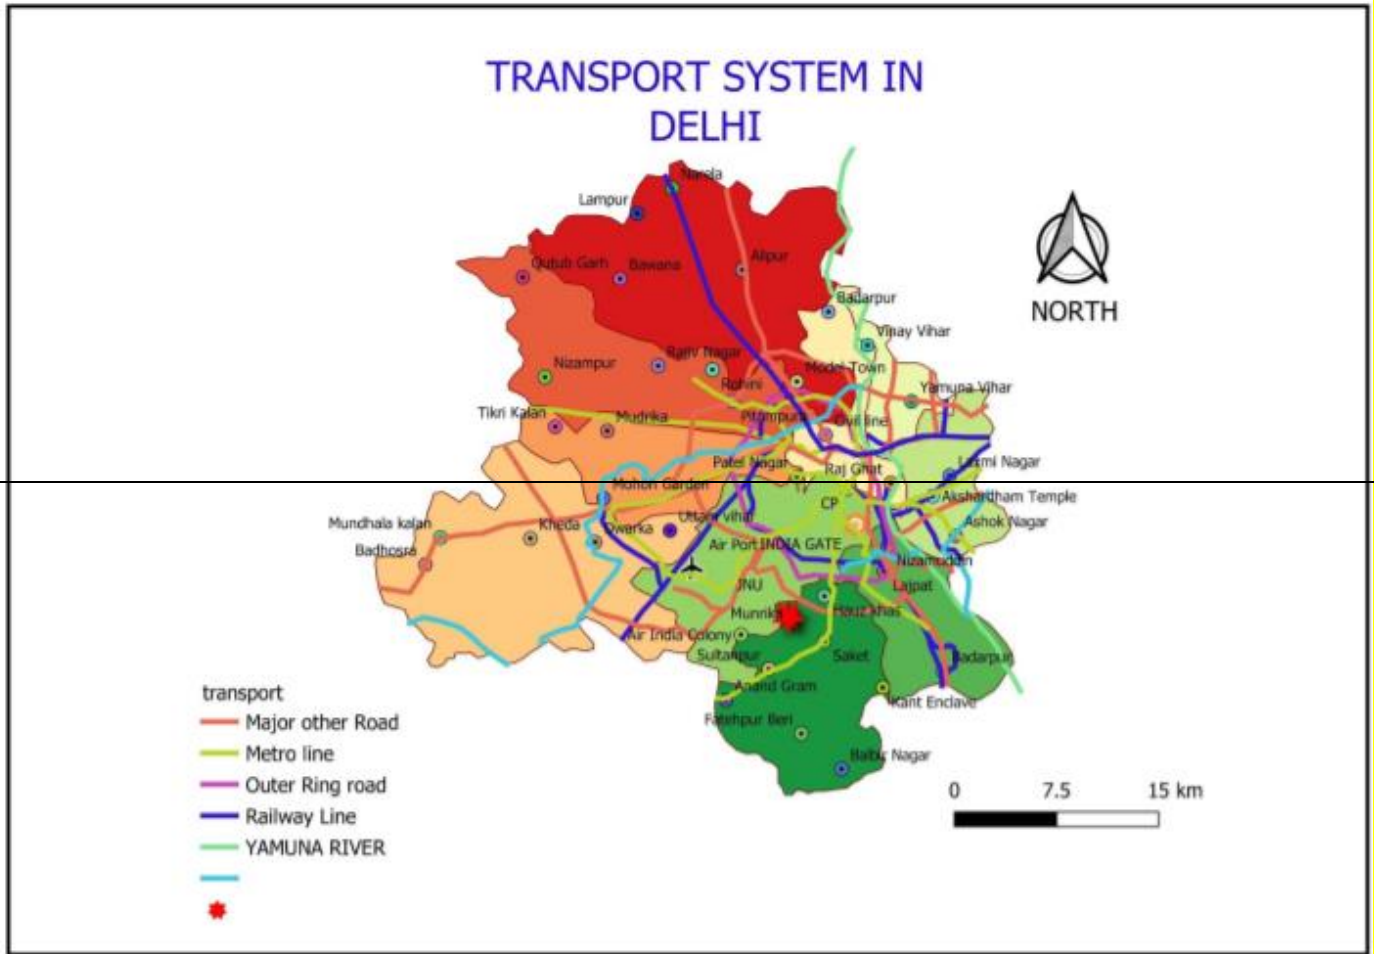 TRANSPORT SYSTEM IN
DELHI
Narela
Lampur
Qutub Garh
Bawana
Alipur
NORTH
Badarpur
Vinay Vihar
Nizampur
Rajiv Nagar
Rohini
Model Town
Yamuna Vihar
Tikri Kalan
Mudrika
Pitampura
Civil line
Patel Nagar
Raj Ghat
Laxmi Nagar
Mohon Garden
CP
Akshardham Temple
Mundhala kalan
Kheda
Dwarka
Uttam vihar
Ashok Nagar
Badhosra
Air Port
INDIA GATE
Nizamuddin
JNU
Lajpat
Munrika
Hauz khas
Air India Colony
Sultanpur
Saket
Badarpur
Anand Gram
Kant Enclave
Fatehpur Beri
Balbir Nagar
transport
Major other Road
Metro line
Outer Ring road
Railway Line
YAMUNA RIVER
0 7.5 15 km